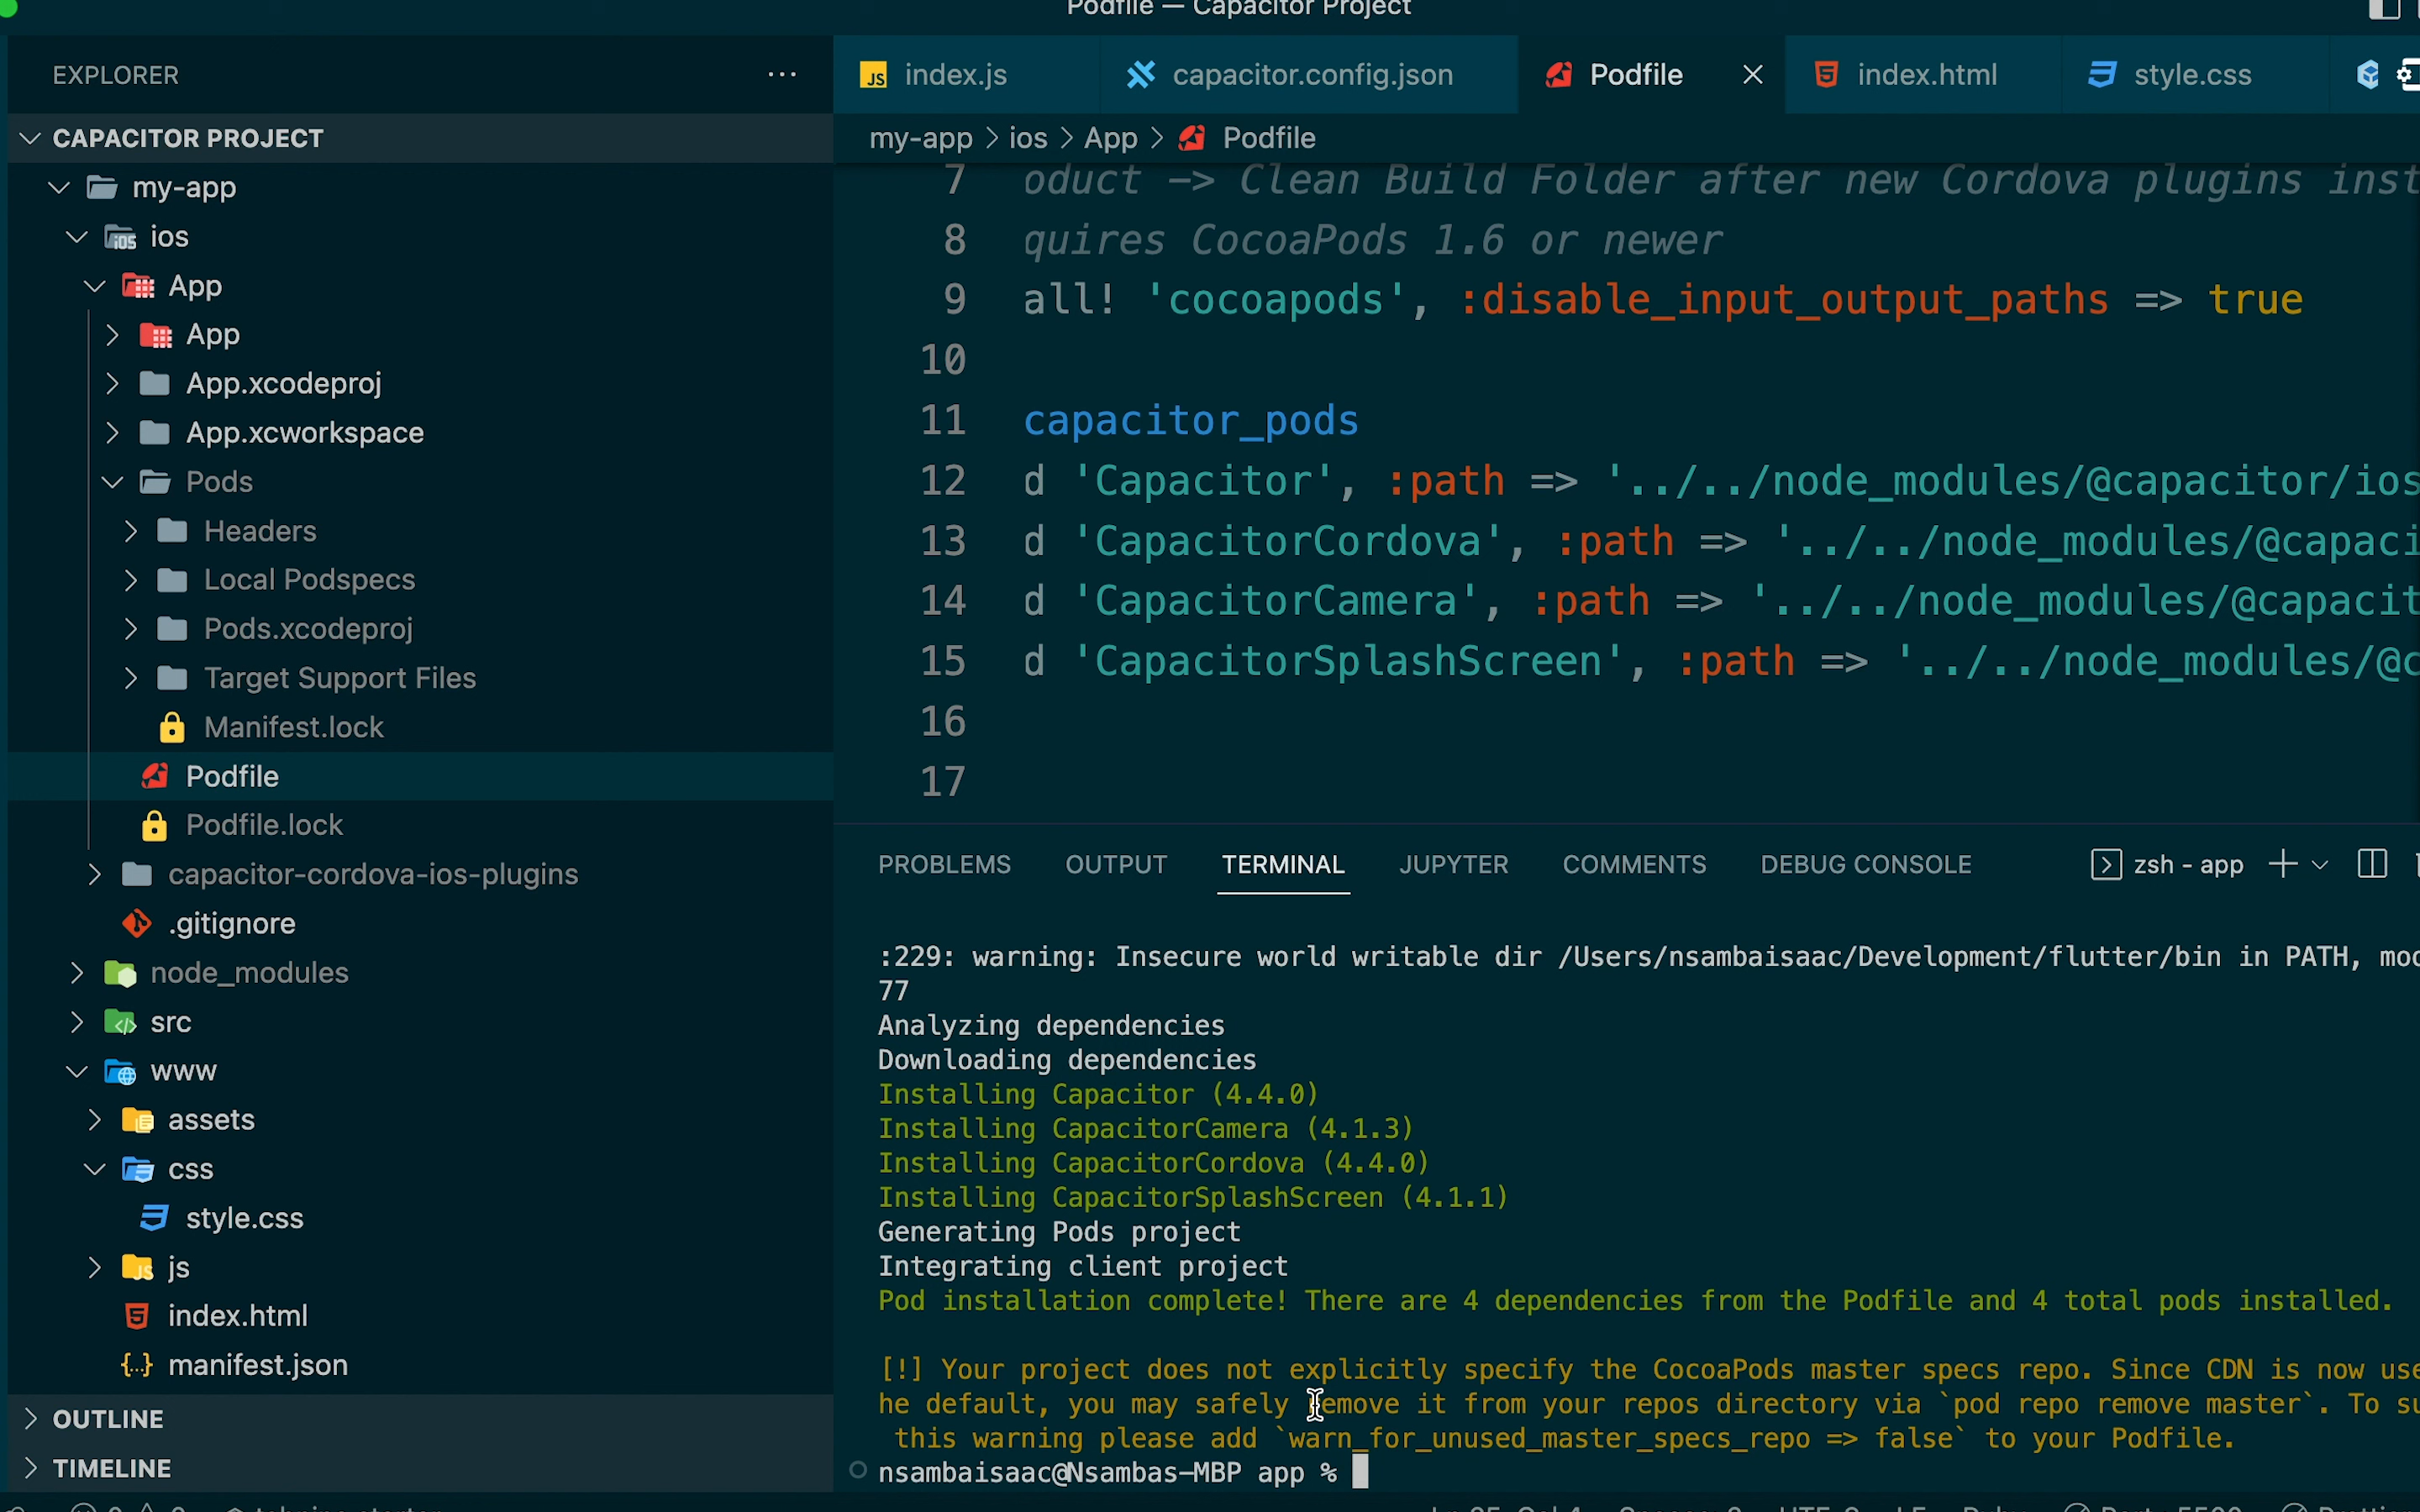 Podfile — Capacitor Project
EXPLORER
index.js
capacitor.config.json
Podfile
index.html
style.css
CAPACITOR PROJECT
my-app > ios > App > Podfile
my-app
ios
App
App
App.xcodeproj
App.xcworkspace
Pods
Headers
Local Podspecs
Pods.xcodeproj
Target Support Files
Manifest.lock
Podfile
Podfile.lock
capacitor-cordova-ios-plugins
.gitignore
node_modules
src
www
assets
css
style.css
js
index.html
manifest.json
OUTLINE
TIMELINE
7 oduct -> Clean Build Folder after new Cordova plugins inst
8 quires CocoaPods 1.6 or newer
9 all! 'cocoapods', :disable_input_output_paths => true
10
11 capacitor_pods
12 d 'Capacitor', :path => '../../node_modules/@capacitor/ios
13 d 'CapacitorCordova', :path => '../../node_modules/@capaci
14 d 'CapacitorCamera', :path => '../../node_modules/@capacit
15 d 'CapacitorSplashScreen', :path => '../../node_modules/@c
16
17
PROBLEMS OUTPUT TERMINAL JUPYTER COMMENTS DEBUG CONSOLE zsh - app
:229: warning: Insecure world writable dir /Users/nsambaisaac/Development/flutter/bin in PATH, mod
77
Analyzing dependencies
Downloading dependencies
Installing Capacitor (4.4.0)
Installing CapacitorCamera (4.1.3)
Installing CapacitorCordova (4.4.0)
Installing CapacitorSplashScreen (4.1.1)
Generating Pods project
Integrating client project
Pod installation complete! There are 4 dependencies from the Podfile and 4 total pods installed.
[!] Your project does not explicitly specify the CocoaPods master specs repo. Since CDN is now use
he default, you may safely remove it from your repos directory via `pod repo remove master`. To su
this warning please add `warn_for_unused_master_specs_repo => false` to your Podfile.
nsambaisaac@Nsambas-MBP app %